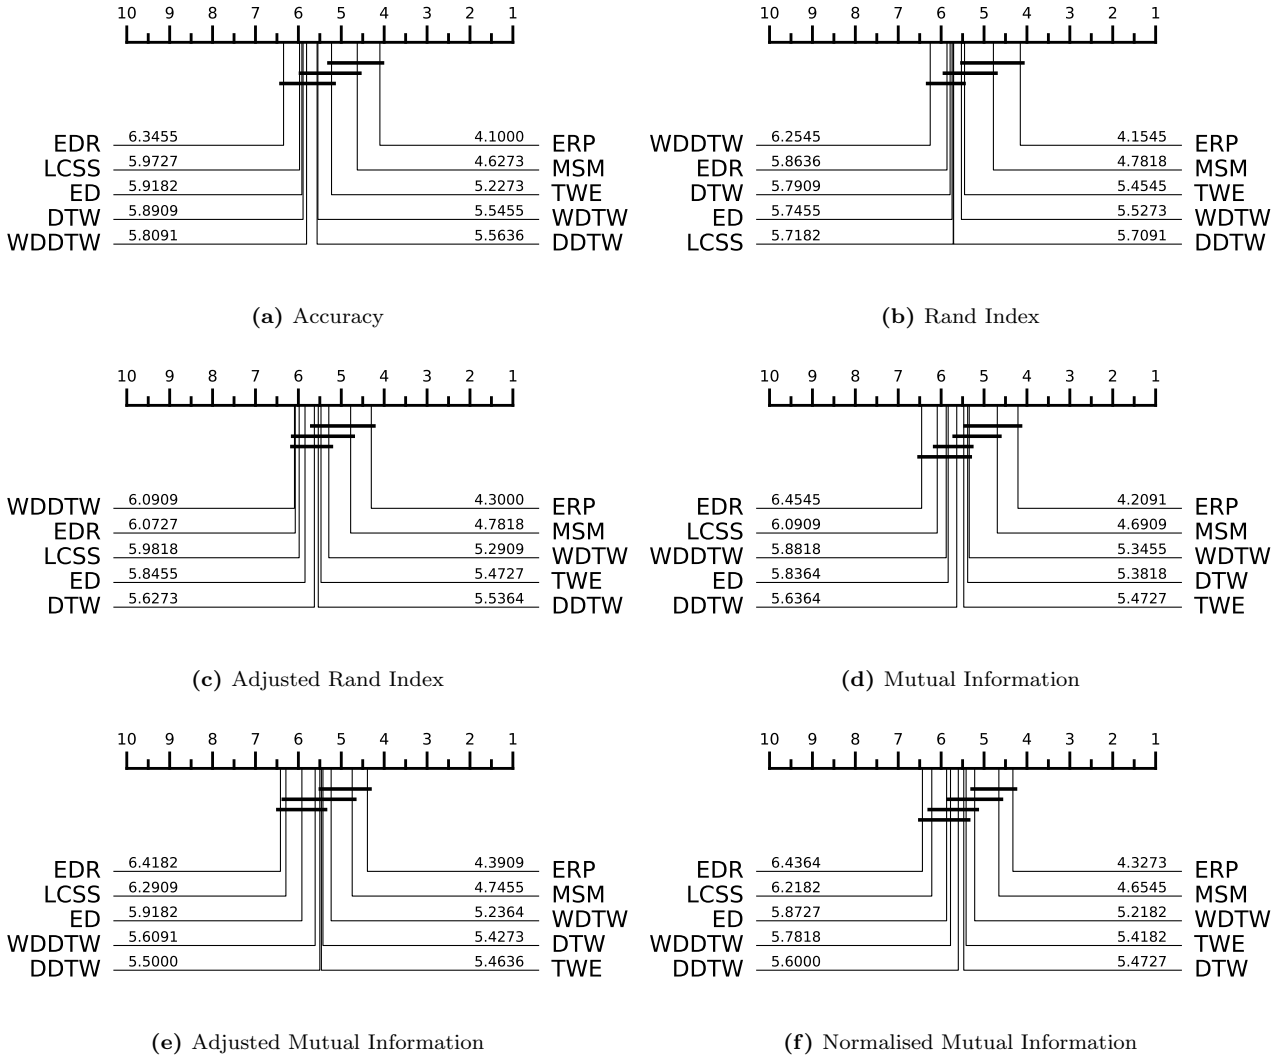 10 9 8 7 6 5 4 3 2 1
EDR 6.3455 4.1000 ERP
LCSS 5.9727 4.6273 MSM
ED 5.9182 5.2273 TWE
DTW 5.8909 5.5455 WDTW
WDDTW 5.8091 5.5636 DDTW
(a) Accuracy
10 9 8 7 6 5 4 3 2 1
WDDTW 6.2545 4.1545 ERP
EDR 5.8636 4.7818 MSM
DTW 5.7909 5.4545 TWE
ED 5.7455 5.5273 WDTW
LCSS 5.7182 5.7091 DDTW
(b) Rand Index
10 9 8 7 6 5 4 3 2 1
WDDTW 6.0909 4.3000 ERP
EDR 6.0727 4.7818 MSM
LCSS 5.9818 5.2909 WDTW
ED 5.8455 5.4727 TWE
DTW 5.6273 5.5364 DDTW
(c) Adjusted Rand Index
10 9 8 7 6 5 4 3 2 1
EDR 6.4545 4.2091 ERP
LCSS 6.0909 4.6909 MSM
WDDTW 5.8818 5.3455 WDTW
ED 5.8364 5.3818 DTW
DDTW 5.6364 5.4727 TWE
(d) Mutual Information
10 9 8 7 6 5 4 3 2 1
EDR 6.4182 4.3909 ERP
LCSS 6.2909 4.7455 MSM
ED 5.9182 5.2364 WDTW
WDDTW 5.6091 5.4273 DTW
DDTW 5.5000 5.4636 TWE
(e) Adjusted Mutual Information
10 9 8 7 6 5 4 3 2 1
EDR 6.4364 4.3273 ERP
LCSS 6.2182 4.6545 MSM
ED 5.8727 5.2182 WDTW
WDDTW 5.7818 5.4182 TWE
DDTW 5.6000 5.4727 DTW
(f) Normalised Mutual Information